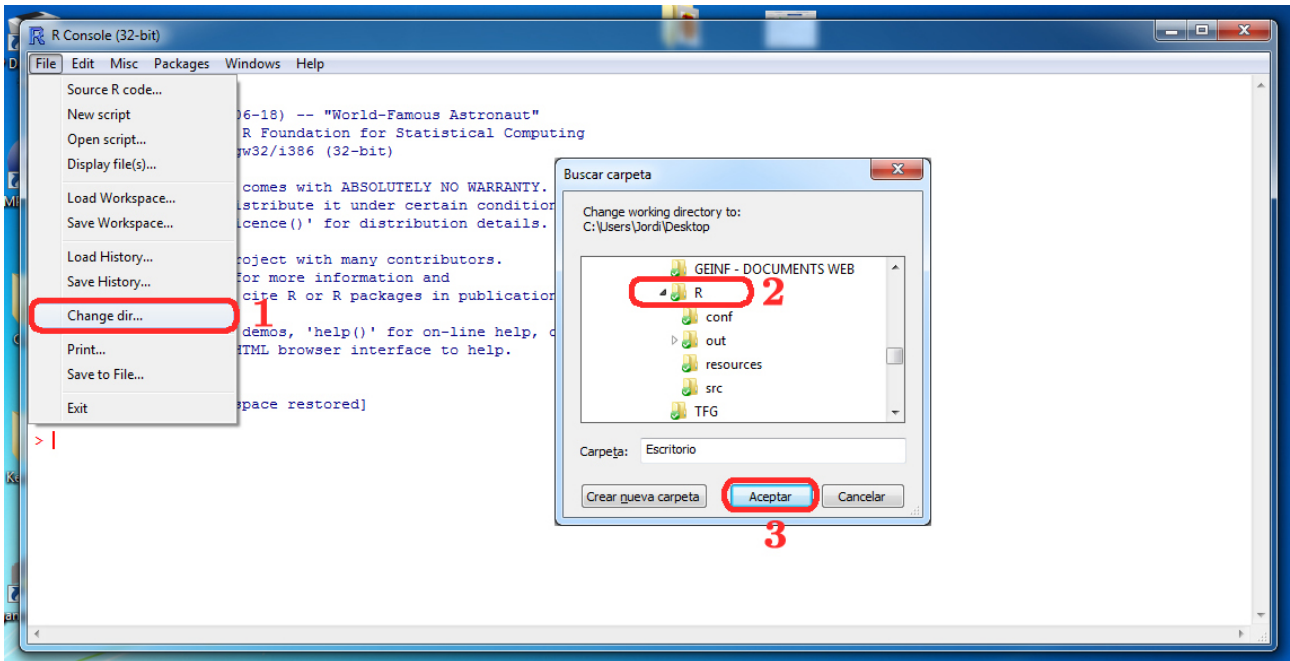 R Console (32-bit)
File Edit Misc Packages Windows Help
Source R code...
New script
Open script...
Display file(s)...
Load Workspace...
Save Workspace...
Load History...
Save History...
Change dir...
Print...
Save to File...
Exit
1
06-18) -- "World-Famous Astronaut"
R Foundation for Statistical Computing
gw32/i386 (32-bit)
comes with ABSOLUTELY NO WARRANTY.
istribute it under certain condition
icence()' for distribution details.
roject with many contributors.
for more information and
cite R or R packages in publication
demos, 'help()' for on-line help, o
HTML browser interface to help.
space restored]
>
Buscar carpeta
Change working directory to:
C:\Users\Jordi\Desktop
GEINF - DOCUMENTS WEB
R
2
conf
out
resources
src
TFG
Carpeta: Escritorio
Crear nueva carpeta Aceptar Cancelar
3